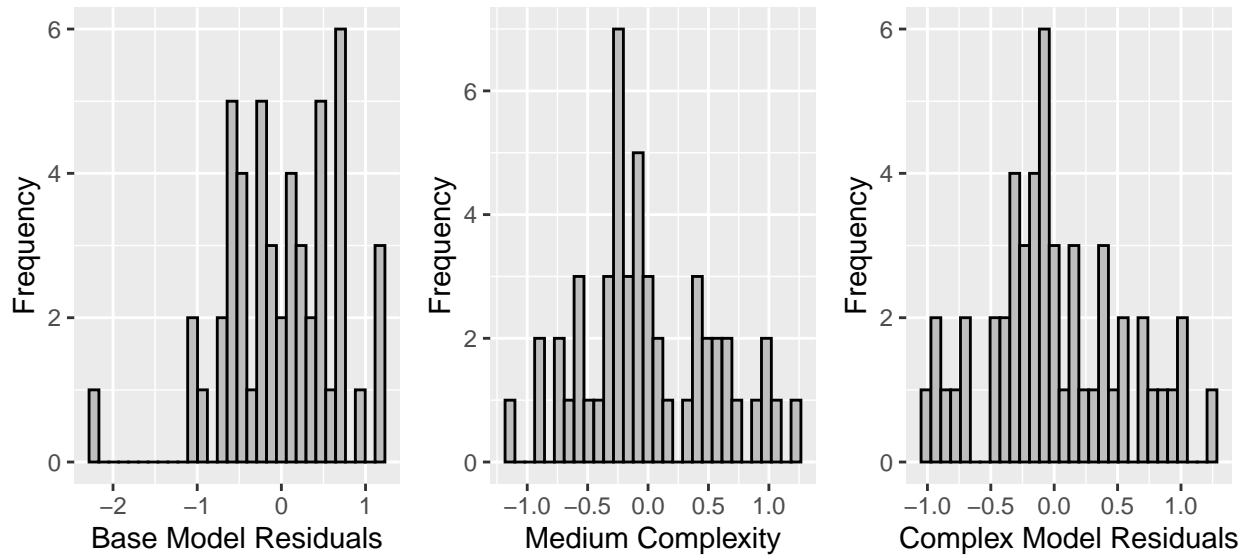 Frequency
6
4
2
0
−2 −1 0 1
Base Model Residuals
Frequency
6
4
2
0
−1.0 −0.5 0.0 0.5 1.0
Medium Complexity
Frequency
6
4
2
0
−1.0 −0.5 0.0 0.5 1.0
Complex Model Residuals